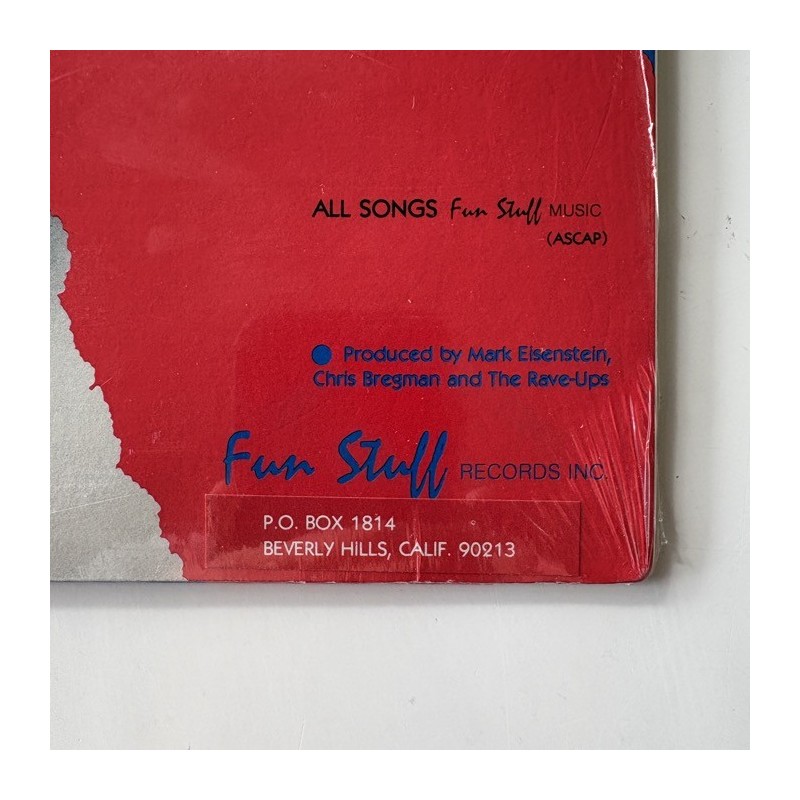 ALL SONGS Fun Stuff MUSIC
(ASCAP)
Produced by Mark Eisenstein,
Chris Bregman and The Rave-Ups
Fun Stuff RECORDS INC.
P.O. BOX 1814
BEVERLY HILLS, CALIF. 90213